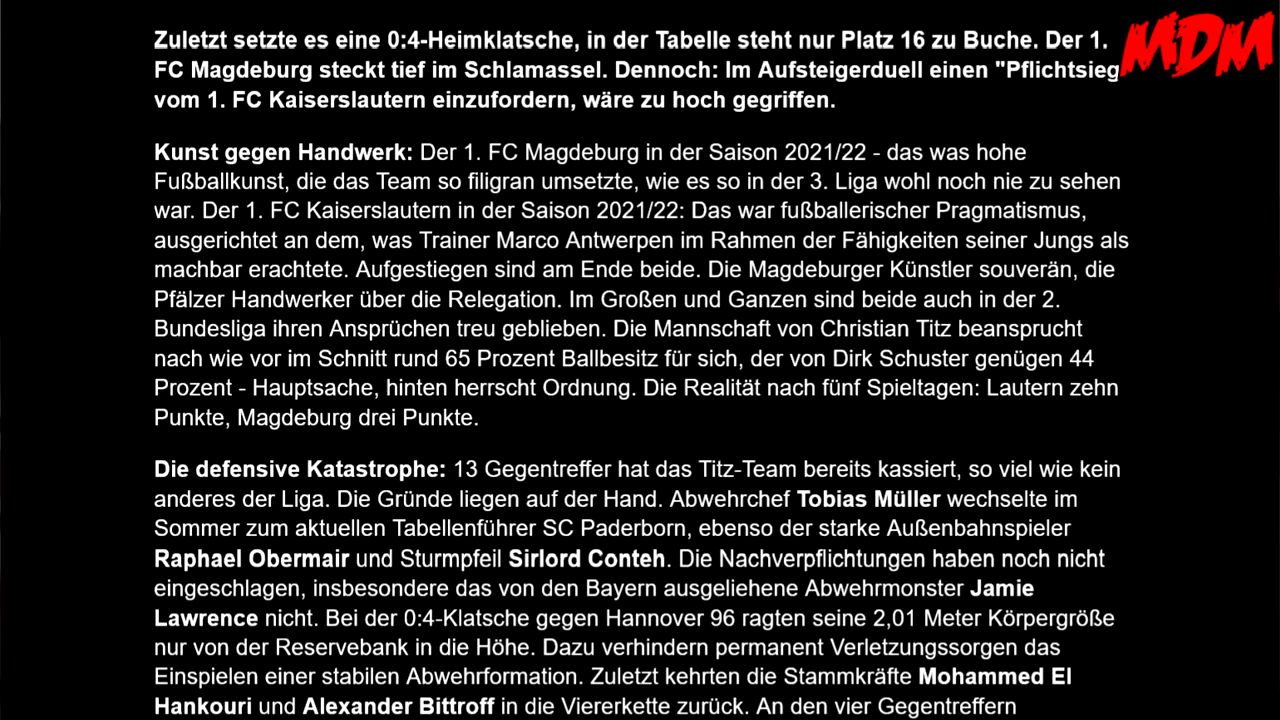 Zuletzt setzte es eine 0:4-Heimklatsche, in der Tabelle steht nur Platz 16 zu Buche. Der 1.
FC Magdeburg steckt tief im Schlamassel. Dennoch: Im Aufsteigerduell einen "Pflichtsieg
vom 1. FC Kaiserslautern einzufordern, wäre zu hoch gegriffen.
MDM
Kunst gegen Handwerk: Der 1. FC Magdeburg in der Saison 2021/22 - das was hohe
Fußballkunst, die das Team so filigran umsetzte, wie es so in der 3. Liga wohl noch nie zu sehen
war. Der 1. FC Kaiserslautern in der Saison 2021/22: Das war fußballerischer Pragmatismus,
ausgerichtet an dem, was Trainer Marco Antwerpen im Rahmen der Fähigkeiten seiner Jungs als
machbar erachtete. Aufgestiegen sind am Ende beide. Die Magdeburger Künstler souverän, die
Pfälzer Handwerker über die Relegation. Im Großen und Ganzen sind beide auch in der 2.
Bundesliga ihren Ansprüchen treu geblieben. Die Mannschaft von Christian Titz beansprucht
nach wie vor im Schnitt rund 65 Prozent Ballbesitz für sich, der von Dirk Schuster genügen 44
Prozent - Hauptsache, hinten herrscht Ordnung. Die Realität nach fünf Spieltagen: Lautern zehn
Punkte, Magdeburg drei Punkte.
Die defensive Katastrophe: 13 Gegentreffer hat das Titz-Team bereits kassiert, so viel wie kein
anderes der Liga. Die Gründe liegen auf der Hand. Abwehrchef Tobias Müller wechselte im
Sommer zum aktuellen Tabellenführer SC Paderborn, ebenso der starke Außenbahnspieler
Raphael Obermair und Sturmpfeil Sirlord Conteh. Die Nachverpflichtungen haben noch nicht
eingeschlagen, insbesondere das von den Bayern ausgeliehene Abwehrmonster Jamie
Lawrence nicht. Bei der 0:4-Klatsche gegen Hannover 96 ragten seine 2,01 Meter Körpergröße
nur von der Reservebank in die Höhe. Dazu verhindern permanent Verletzungssorgen das
Einspielen einer stabilen Abwehrformation. Zuletzt kehrten die Stammkräfte Mohammed El
Hankouri und Alexander Bittroff in die Viererkette zurück. An den vier Gegentreffern